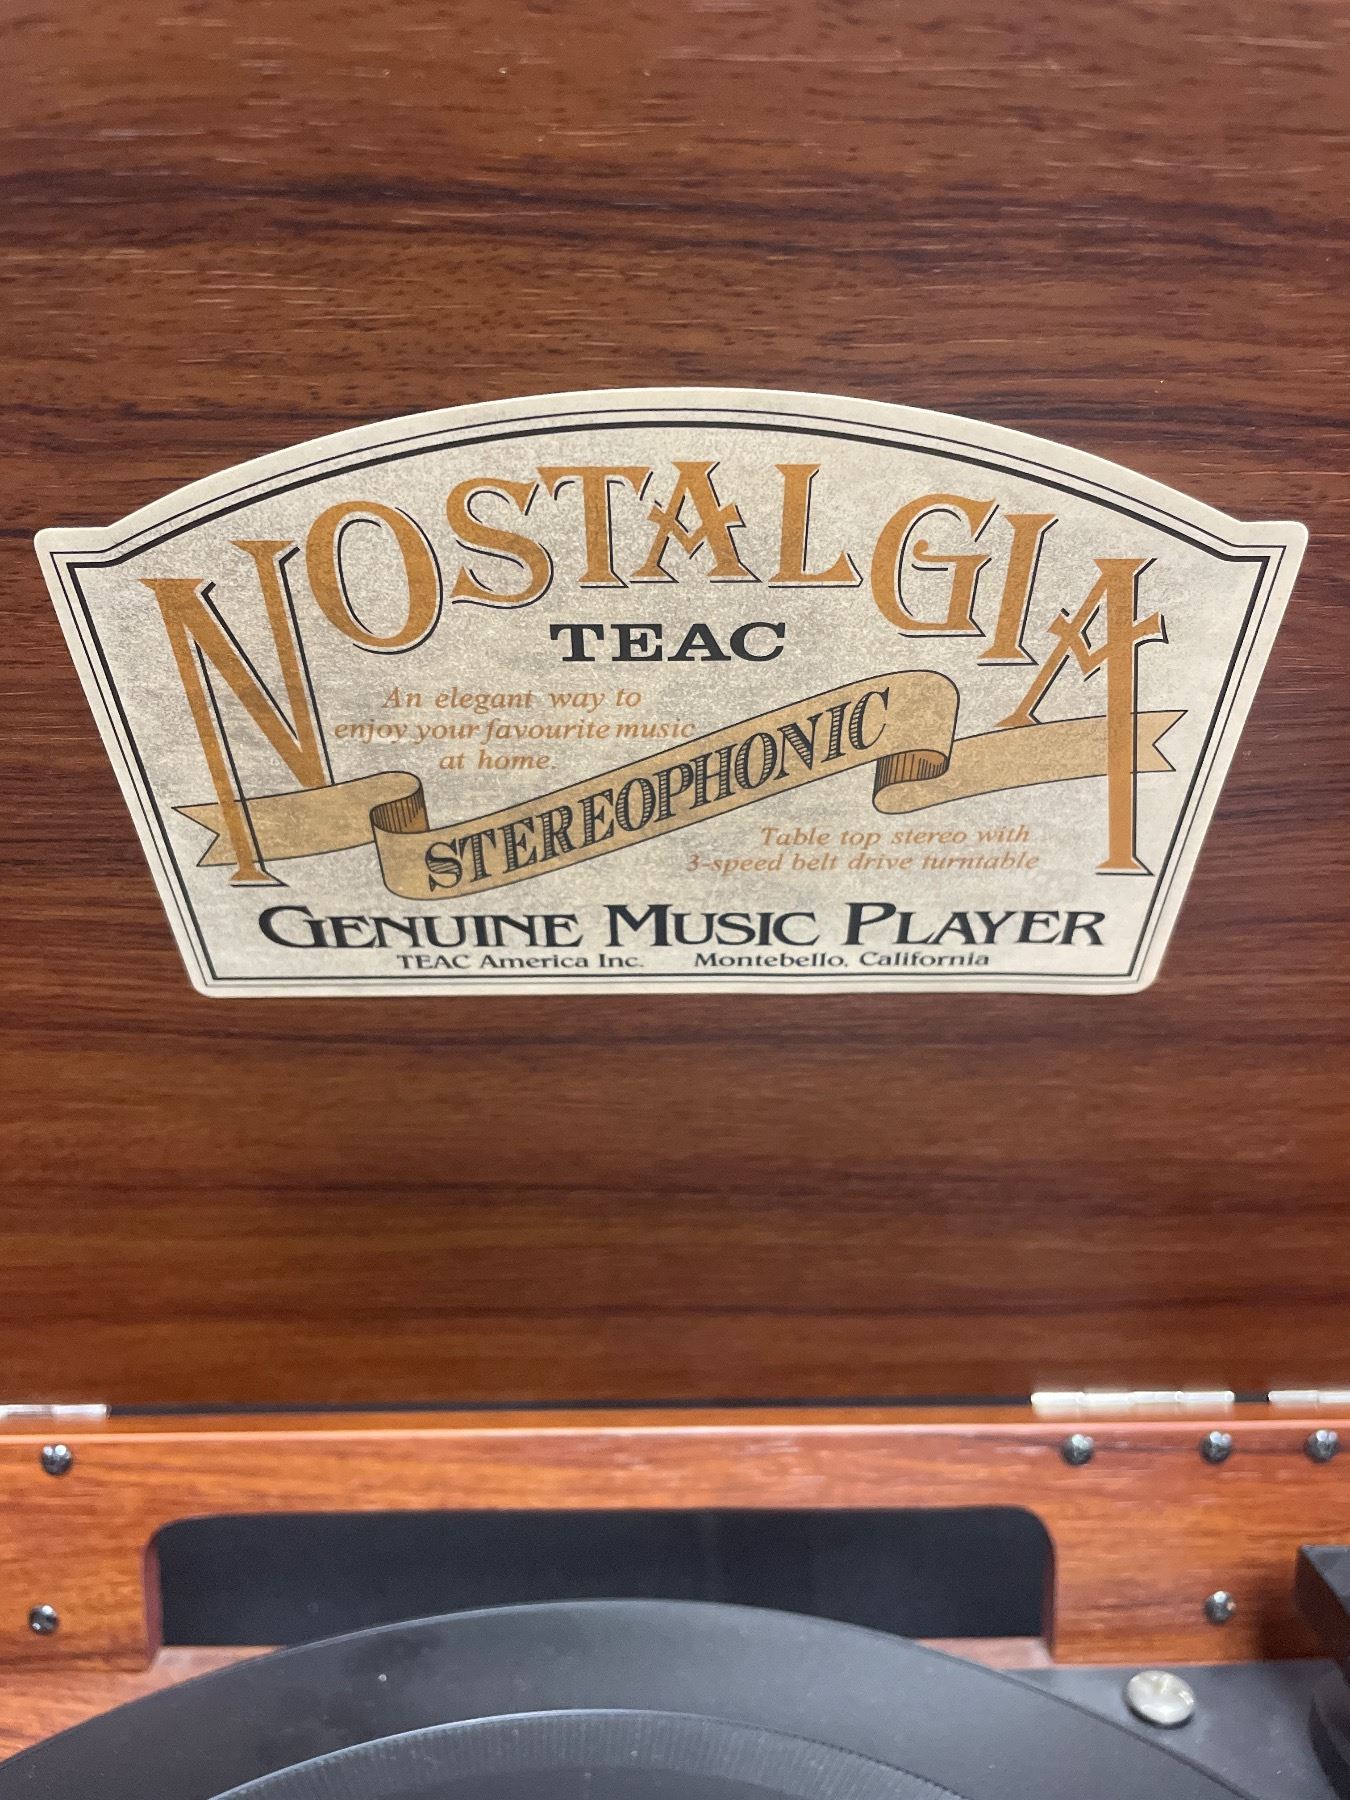 NOSTALGIA
TEAC
An elegant way to
enjoy your favourite music
at home.
STEREOPHONIC
Table top stereo with
3-speed belt drive turntable
GENUINE MUSIC PLAYER
TEAC America Inc. Montebello, California